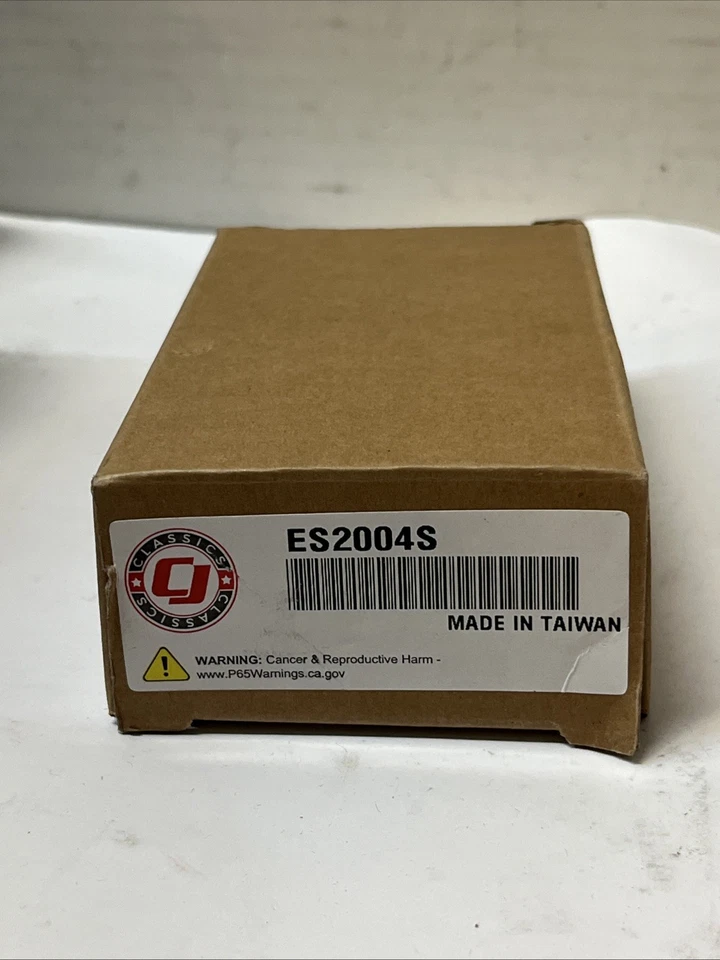 CLASSICS
CJ
CLASSICS
ES2004S
MADE IN TAIWAN
WARNING: Cancer & Reproductive Harm -
www.P65Warnings.ca.gov